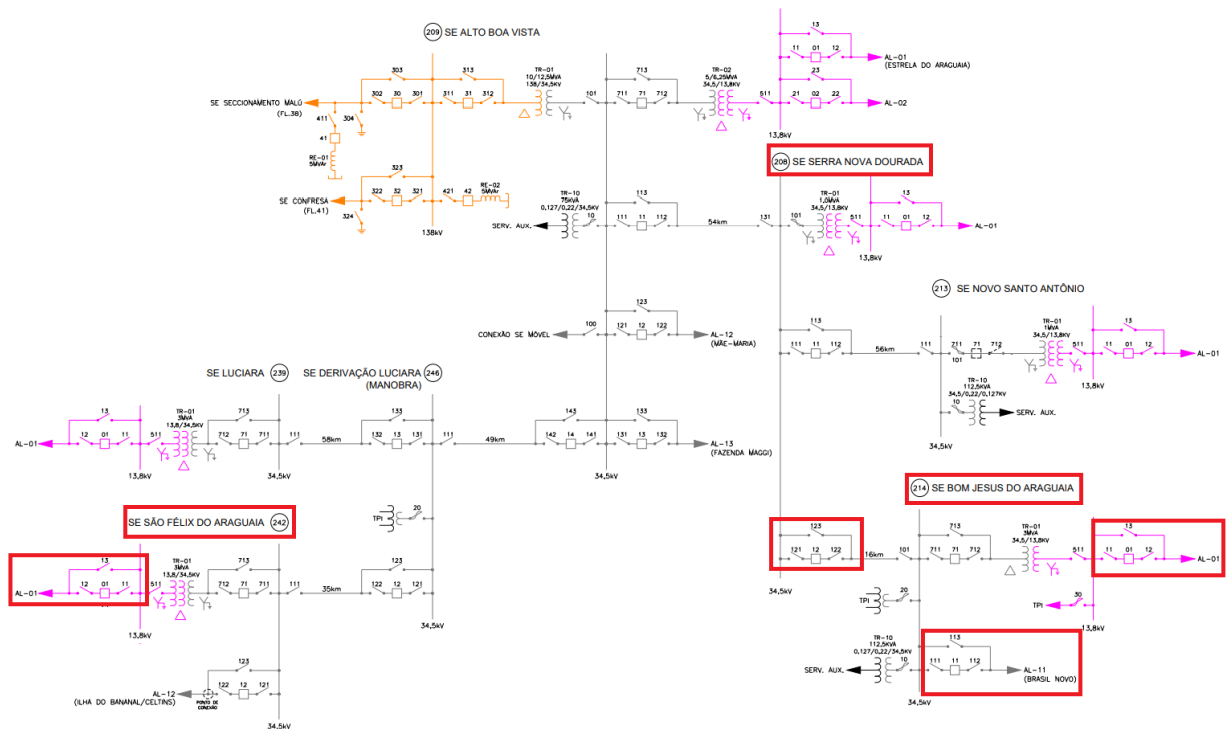 209 SE ALTO BOA VISTA
303
313
TR-01
10/12,5MVA
138/34,5KV
SE SECCIONAMENTO MALÚ
(FL.38)
302 30 301
311 31 312
411
304
41
RE-01
5MVAr
323
SE CONFRESA
(FL.41)
322 32 321
421 42
RE-02
5MVAr
324
138kV
101
713
711 71 712
TR-02
5/6,25MVA
34,5/13,8KV
511
13
11 01 12
AL-01
(ESTRELA DO ARAGUAIA)
23
21 02 22
AL-02
13,8kV
208 SE SERRA NOVA DOURADA
TR-10
75KVA
0,127/0,22/34,5KV
SERV. AUX.
10
113
111 11 112
54km
131
101
TR-01
1,0MVA
34,5/13,8KV
511
13
11 01 12
AL-01
13,8kV
213 SE NOVO SANTO ANTÔNIO
CONEXÃO SE MÓVEL
100
123
121 12 122
AL-12
(MÃE-MARIA)
113
111 11 112
56km
111
711 71 712
101
TR-01
1MVA
34,5/13,8KV
511
13
11 01 12
AL-01
13,8kV
TR-10
112,5KVA
34,5/0,22/0,127KV
10
SERV. AUX.
34,5kV
SE LUCIARA 239
SE DERIVAÇÃO LUCIARA 246
(MANOBRA)
AL-01
13
12 01 11
511
TR-01
3MVA
13,8/34,5KV
713
712 71 711
111
58km
133
132 13 131
111
49km
143
142 14 141
133
131 13 132
AL-13
(FAZENDA MAGGI)
13,8kV
34,5kV
34,5kV
TPI
20
214 SE BOM JESUS DO ARAGUAIA
SE SÃO FÉLIX DO ARAGUAIA 242
AL-01
13
12 01 11
511
TR-01
3MVA
13,8/34,5KV
713
712 71 711
111
35km
123
122 12 121
13,8kV
34,5kV
123
121 12 122
16km
101
713
711 71 712
TR-01
3MVA
34,5/13,8KV
511
13
11 01 12
AL-01
34,5kV
20
TPI
TPI
30
13,8kV
TR-10
112,5KVA
0,127/0,22/34,5KV
SERV. AUX.
10
113
111 11 112
AL-11
(BRASIL NOVO)
34,5kV
AL-12
(ILHA DO BANANAL/CELTINS)
PONTO DE
CONEXÃO
123
122 12 121
34,5kV